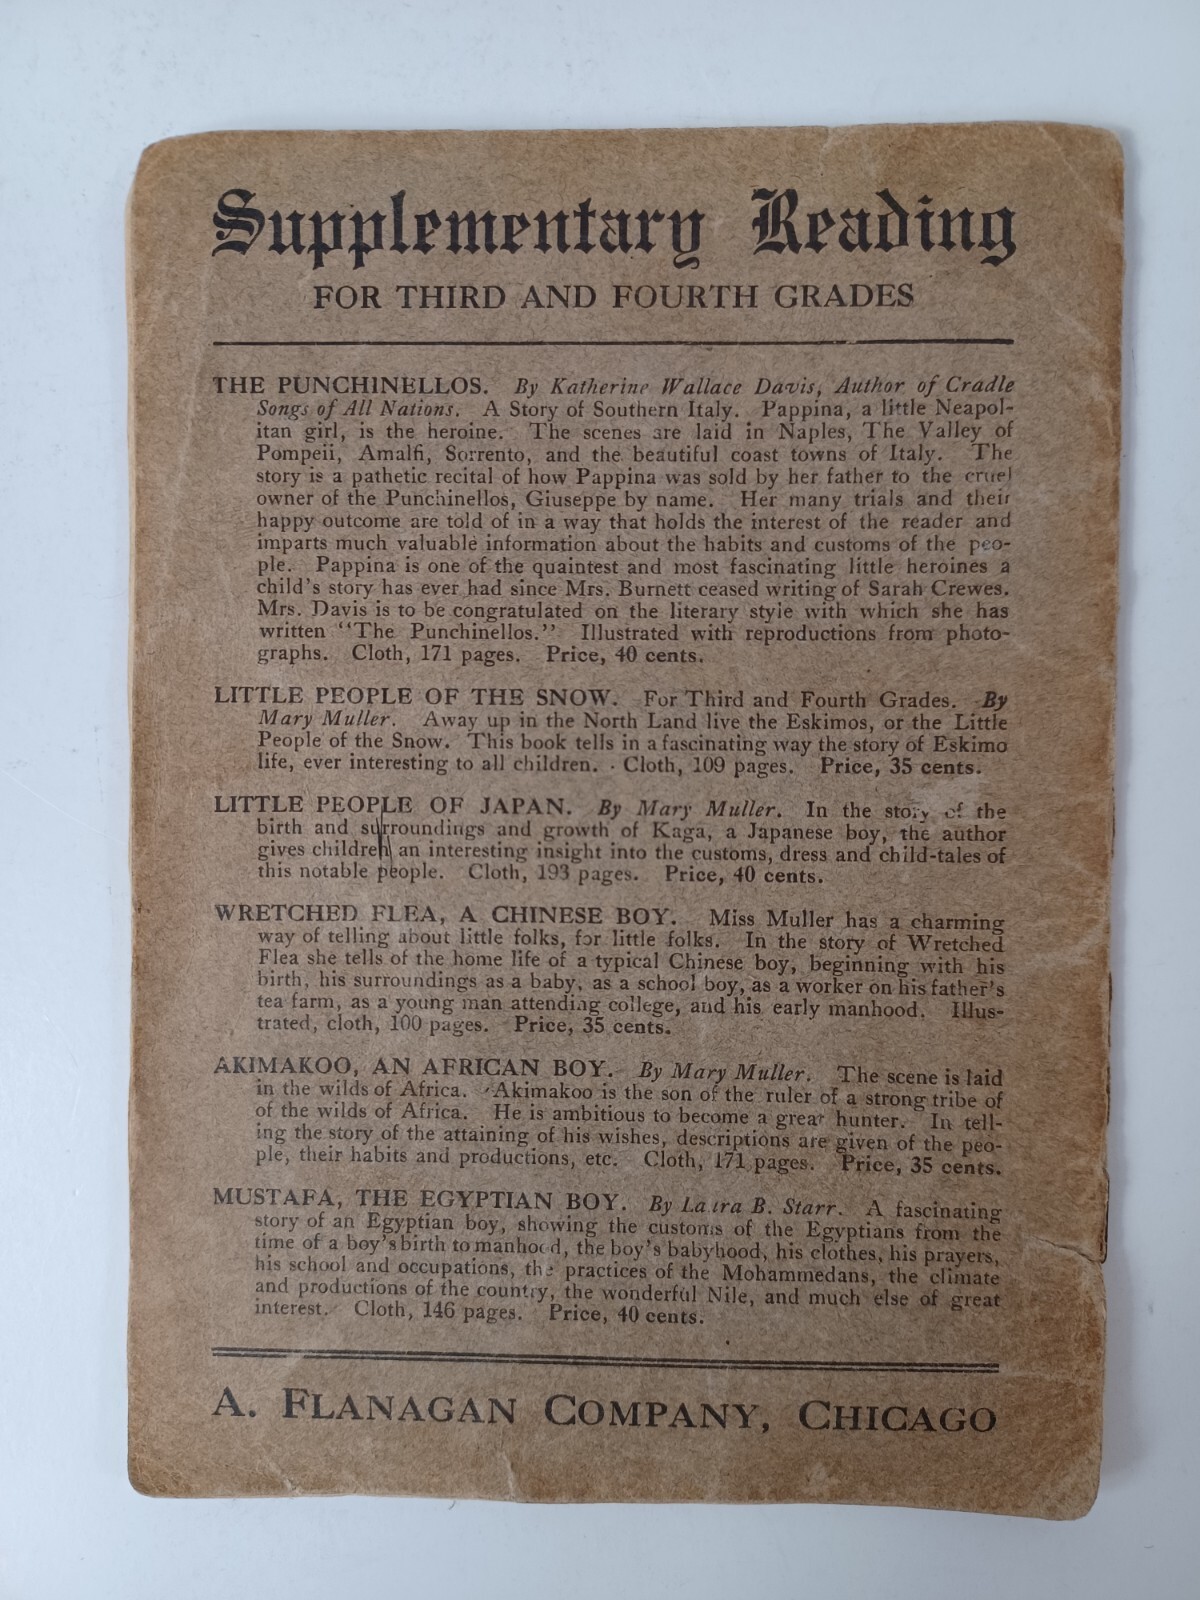 Supplementary Reading
FOR THIRD AND FOURTH GRADES
THE PUNCHINELLOS. By Katherine Wallace Davis, Author of Cradle
Songs of All Nations. A Story of Southern Italy. Pappina, a little Neapol-
itan girl, is the heroine. The scenes are laid in Naples, The Valley of
Pompeii, Amalfi, Sorrento, and the beautiful coast towns of Italy. The
story is a pathetic recital of how Pappina was sold by her father to the cruel
owner of the Punchinellos, Giuseppe by name. Her many trials and their
happy outcome are told of in a way that holds the interest of the reader and
imparts much valuable information about the habits and customs of the peo-
ple. Pappina is one of the quaintest and most fascinating little heroines a
child's story has ever had since Mrs. Burnett ceased writing of Sarah Crewes.
Mrs. Davis is to be congratulated on the literary style with which she has
written "The Punchinellos." Illustrated with reproductions from photo-
graphs. Cloth, 171 pages. Price, 40 cents.
LITTLE PEOPLE OF THE SNOW. For Third and Fourth Grades. By
Mary Muller. Away up in the North Land live the Eskimos, or the Little
People of the Snow. This book tells in a fascinating way the story of Eskimo
life, ever interesting to all children. Cloth, 109 pages. Price, 35 cents.
LITTLE PEOPLE OF JAPAN. By Mary Muller. In the story of the
birth and surroundings and growth of Kaga, a Japanese boy, the author
gives children an interesting insight into the customs, dress and child-tales of
this notable people. Cloth, 193 pages. Price, 40 cents.
WRETCHED FLEA, A CHINESE BOY. Miss Muller has a charming
way of telling about little folks, for little folks. In the story of Wretched
Flea she tells of the home life of a typical Chinese boy, beginning with his
birth, his surroundings as a baby, as a school boy, as a worker on his father's
tea farm, as a young man attending college, and his early manhood. Illus-
trated, cloth, 100 pages. Price, 35 cents.
AKIMAKOO, AN AFRICAN BOY. By Mary Muller. The scene is laid
in the wilds of Africa. Akimakoo is the son of the ruler of a strong tribe of
of the wilds of Africa. He is ambitious to become a great hunter. In tell-
ing the story of the attaining of his wishes, descriptions are given of the peo-
ple, their habits and productions, etc. Cloth, 171 pages. Price, 35 cents.
MUSTAFA, THE EGYPTIAN BOY. By Laura B. Starr. A fascinating
story of an Egyptian boy, showing the customs of the Egyptians from the
time of a boy's birth to manhood, the boy's babyhood, his clothes, his prayers,
his school and occupations, the practices of the Mohammedans, the climate
and productions of the country, the wonderful Nile, and much else of great
interest. Cloth, 146 pages. Price, 40 cents.
A. FLANAGAN COMPANY, CHICAGO